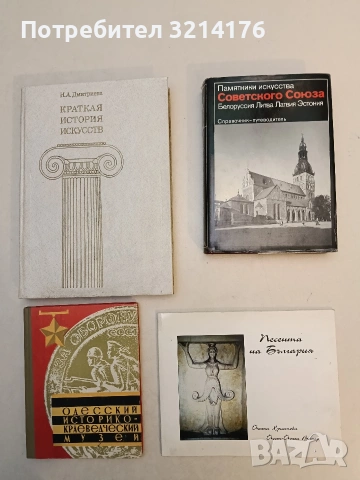 Потребител 3214176
И.А.Дмитриева
КРАТКАЯ
ИСТОРИЯ
ИСКУССТВ
Памятники искусства
Советского Союза
Белоруссия Литва Латвия Эстония
Справочник-путеводитель
ЗА ОБОРОНУ
ОДЕССКИЙ
ИСТОРИКО-
КРАЕВЕДЧЕСКИЙ
МУЗЕЙ
Песента
на България
bazar